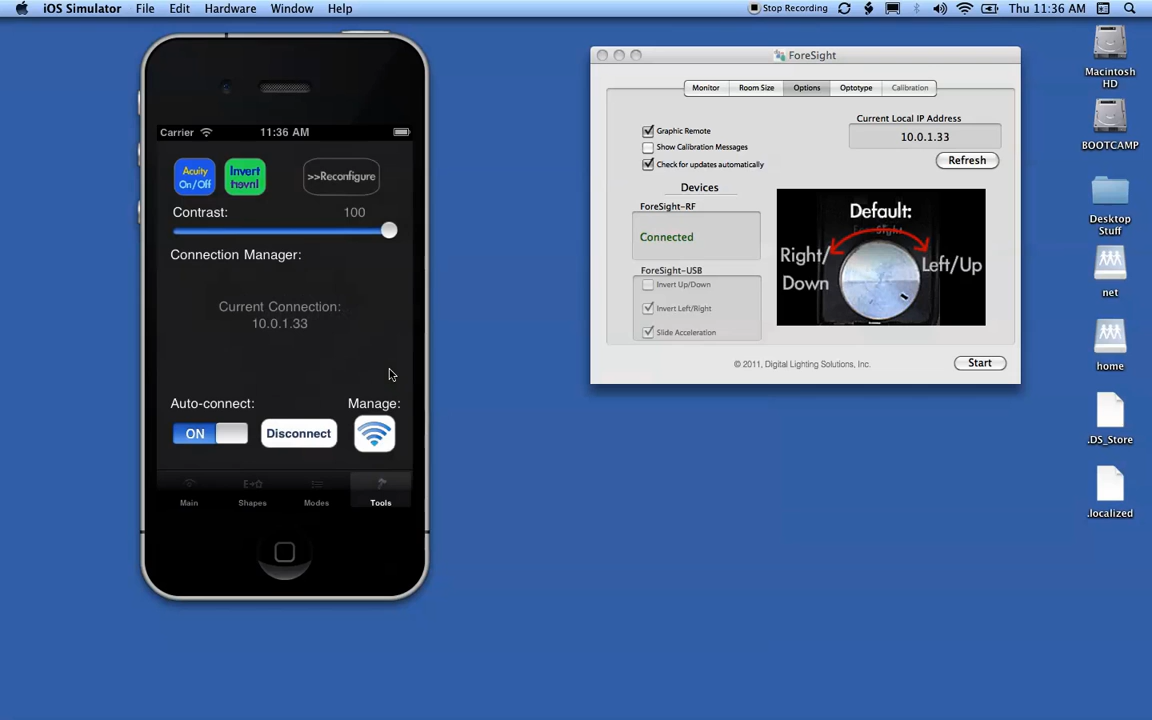 iOS Simulator File Edit Hardware Window Help
Stop Recording Thu 11:36 AM
Carrier 11:36 AM
Acuity
On/Off
Invert
>>Reconfigure
Contrast: 100
Connection Manager:
Current Connection:
10.0.1.33
Auto-connect: Manage:
ON
Disconnect
Main Shapes Modes Tools
ForeSight
Monitor Room Size Options Optotype Calibration
Graphic Remote
Show Calibration Messages
Check for updates automatically
Current Local IP Address
10.0.1.33
Refresh
Devices
ForeSight-RF
Connected
ForeSight-USB
Invert Up/Down
Invert Left/Right
Slide Acceleration
Default:
Right/
Down
Left/Up
© 2011, Digital Lighting Solutions, Inc.
Start
Macintosh
HD
BOOTCAMP
Desktop
Stuff
net
home
.DS_Store
.localized